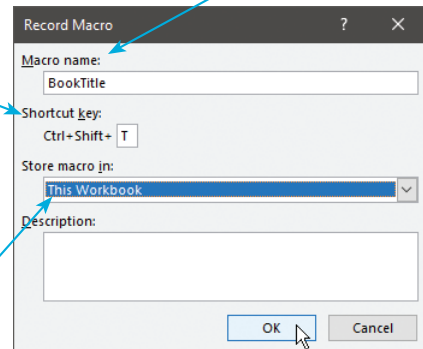 Record Macro ? ×
Macro name:
BookTitle
Shortcut key:
Ctrl+Shift+ T
Store macro in:
This Workbook
Description:
OK Cancel